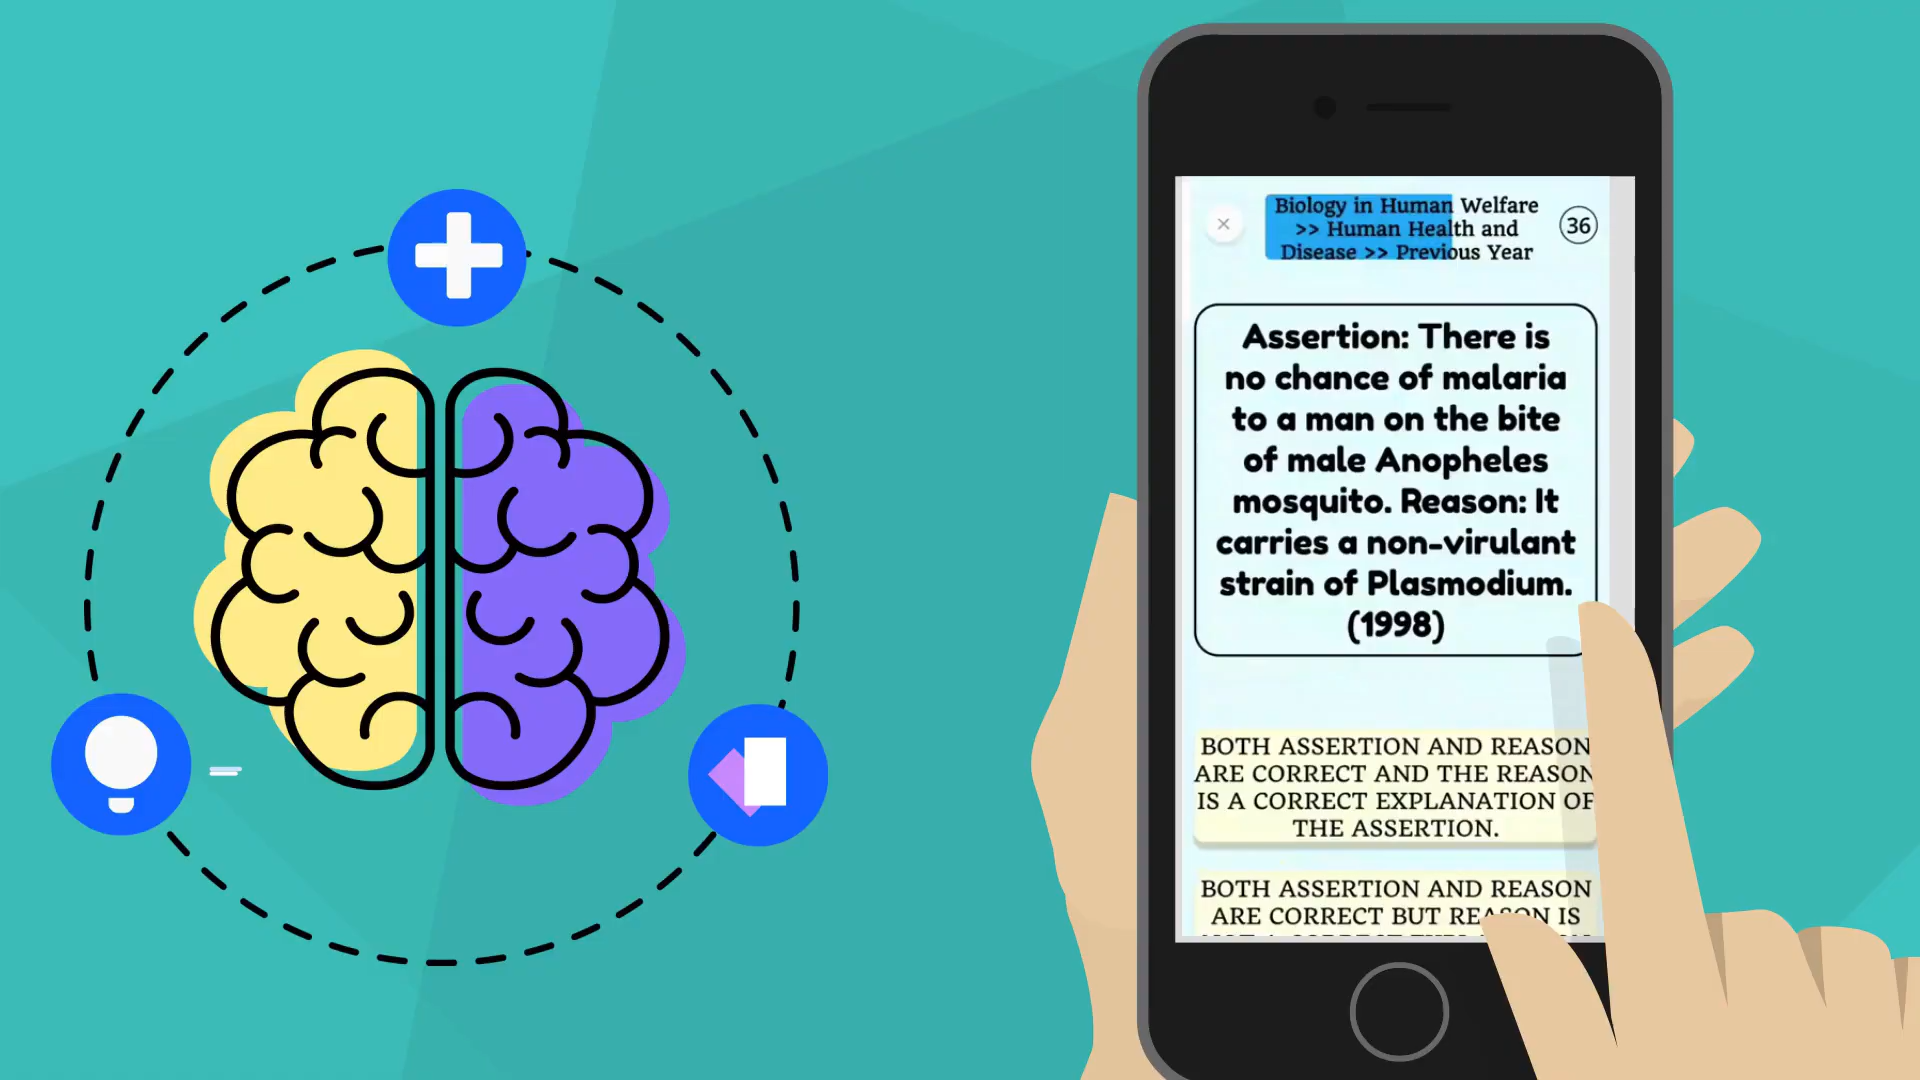 Biology in Human Welfare
>> Human Health and
Disease >> Previous Year
36
Assertion: There is
no chance of malaria
to a man on the bite
of male Anopheles
mosquito. Reason: It
carries a non-virulant
strain of Plasmodium.
(1998)
BOTH ASSERTION AND REASON
ARE CORRECT AND THE REASON
IS A CORRECT EXPLANATION OF
THE ASSERTION.
BOTH ASSERTION AND REASON
ARE CORRECT BUT REASON IS